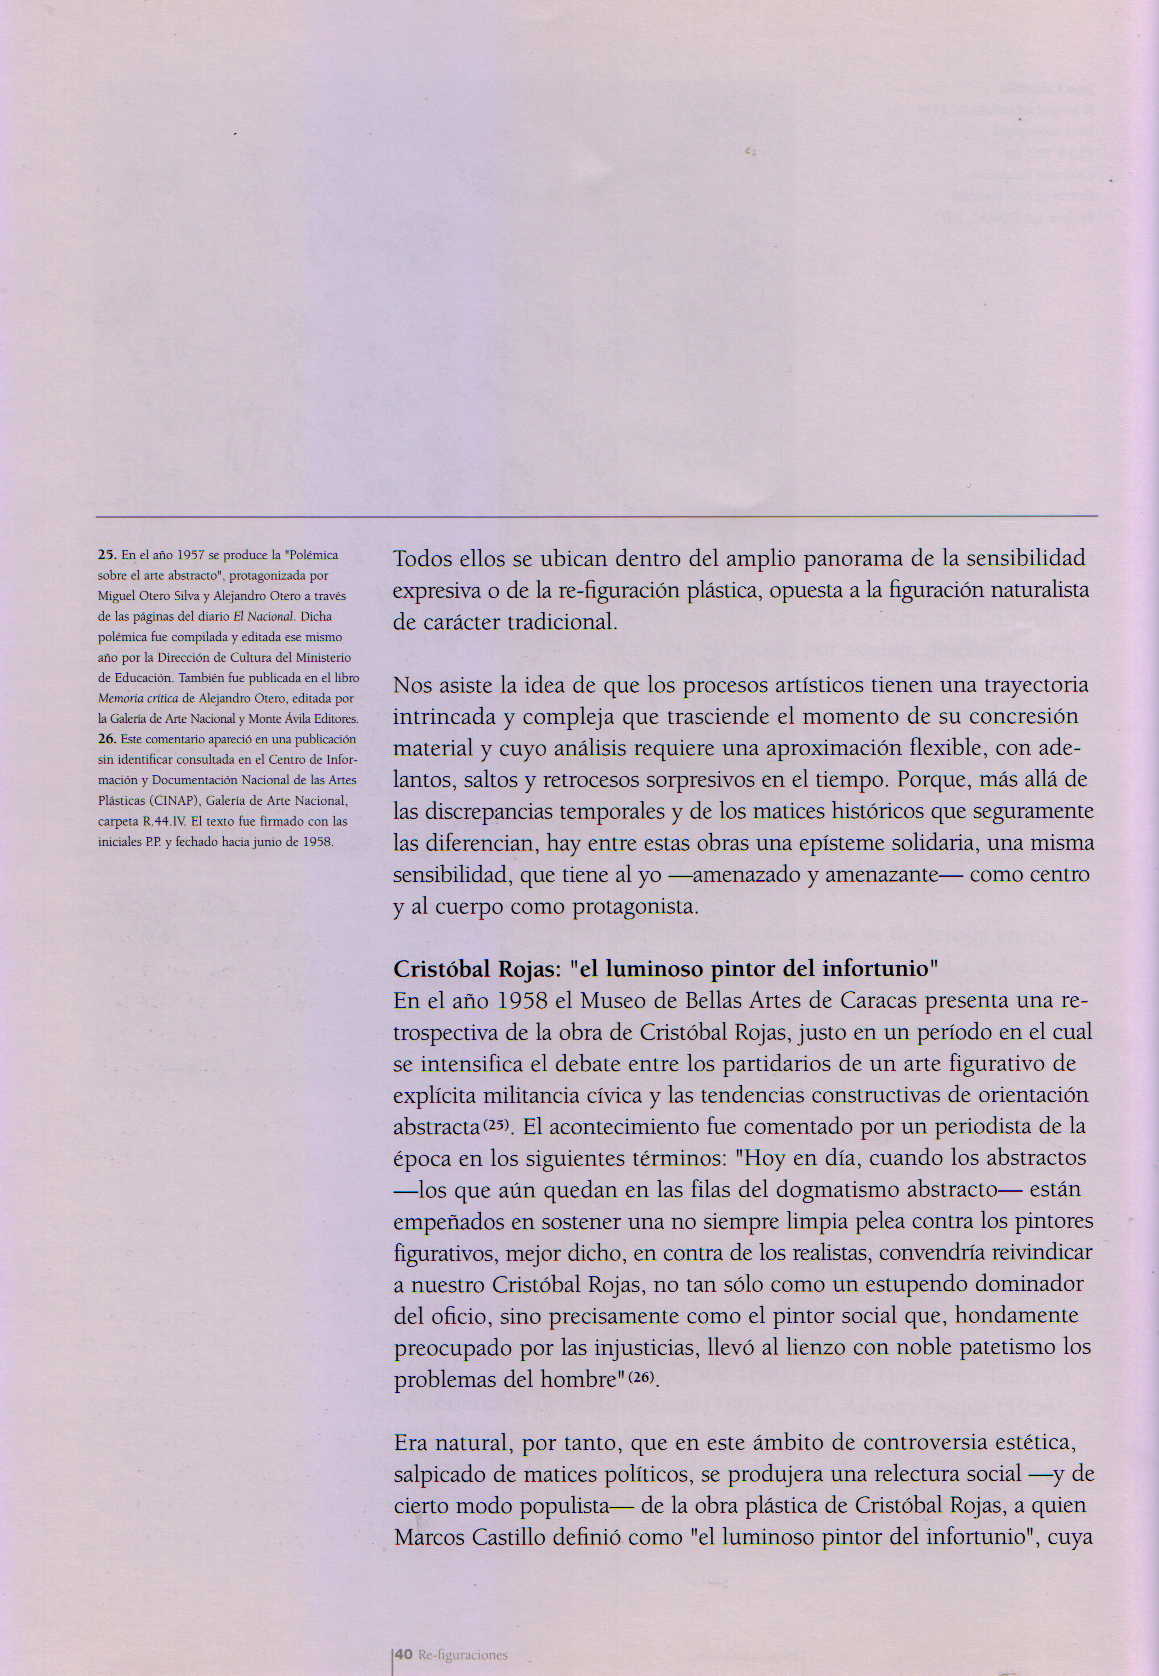 25. En el año 1957 se produce la "Polémica
sobre el arte abstracto", protagonizada por
Miguel Otero Silva y Alejandro Otero a través
de las páginas del diario El Nacional. Dicha
polémica fue compilada y editada ese mismo
año por la Dirección de Cultura del Ministerio
de Educación. También fue publicada en el libro
Memoria crítica de Alejandro Otero, editada por
la Galería de Arte Nacional y Monte Ávila Editores.
26. Este comentario apareció en una publicación
sin identificar consultada en el Centro de Infor-
mación y Documentación Nacional de las Artes
Plásticas (CINAP), Galería de Arte Nacional,
carpeta R.44.IV. El texto fue firmado con las
iniciales P.P. y fechado hacia junio de 1958.
Todos ellos se ubican dentro del amplio panorama de la sensibilidad
expresiva o de la re-figuración plástica, opuesta a la figuración naturalista
de carácter tradicional.
Nos asiste la idea de que los procesos artísticos tienen una trayectoria
intrincada y compleja que trasciende el momento de su concresión
material y cuyo análisis requiere una aproximación flexible, con ade-
lantos, saltos y retrocesos sorpresivos en el tiempo. Porque, más allá de
las discrepancias temporales y de los matices históricos que seguramente
las diferencian, hay entre estas obras una epísteme solidaria, una misma
sensibilidad, que tiene al yo —amenazado y amenazante— como centro
y al cuerpo como protagonista.
Cristóbal Rojas: "el luminoso pintor del infortunio"
En el año 1958 el Museo de Bellas Artes de Caracas presenta una re-
trospectiva de la obra de Cristóbal Rojas, justo en un período en el cual
se intensifica el debate entre los partidarios de un arte figurativo de
explícita militancia cívica y las tendencias constructivas de orientación
abstracta(25). El acontecimiento fue comentado por un periodista de la
época en los siguientes términos: "Hoy en día, cuando los abstractos
—los que aún quedan en las filas del dogmatismo abstracto— están
empeñados en sostener una no siempre limpia pelea contra los pintores
figurativos, mejor dicho, en contra de los realistas, convendría reivindicar
a nuestro Cristóbal Rojas, no tan sólo como un estupendo dominador
del oficio, sino precisamente como el pintor social que, hondamente
preocupado por las injusticias, llevó al lienzo con noble patetismo los
problemas del hombre"(26).
Era natural, por tanto, que en este ámbito de controversia estética,
salpicado de matices políticos, se produjera una relectura social —y de
cierto modo populista— de la obra plástica de Cristóbal Rojas, a quien
Marcos Castillo definió como "el luminoso pintor del infortunio", cuya
40 Re-figuraciones